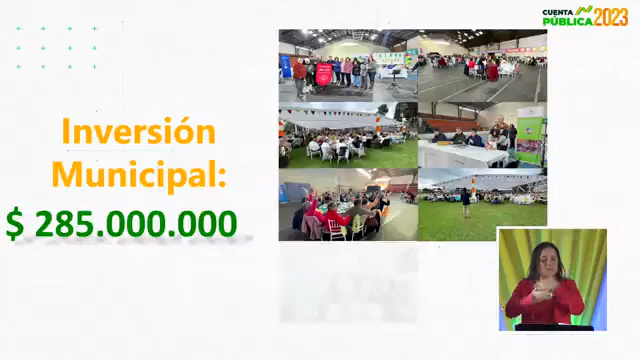 CUENTA
PÚBLICA 2023
Inversión
Municipal:
$ 285.000.000